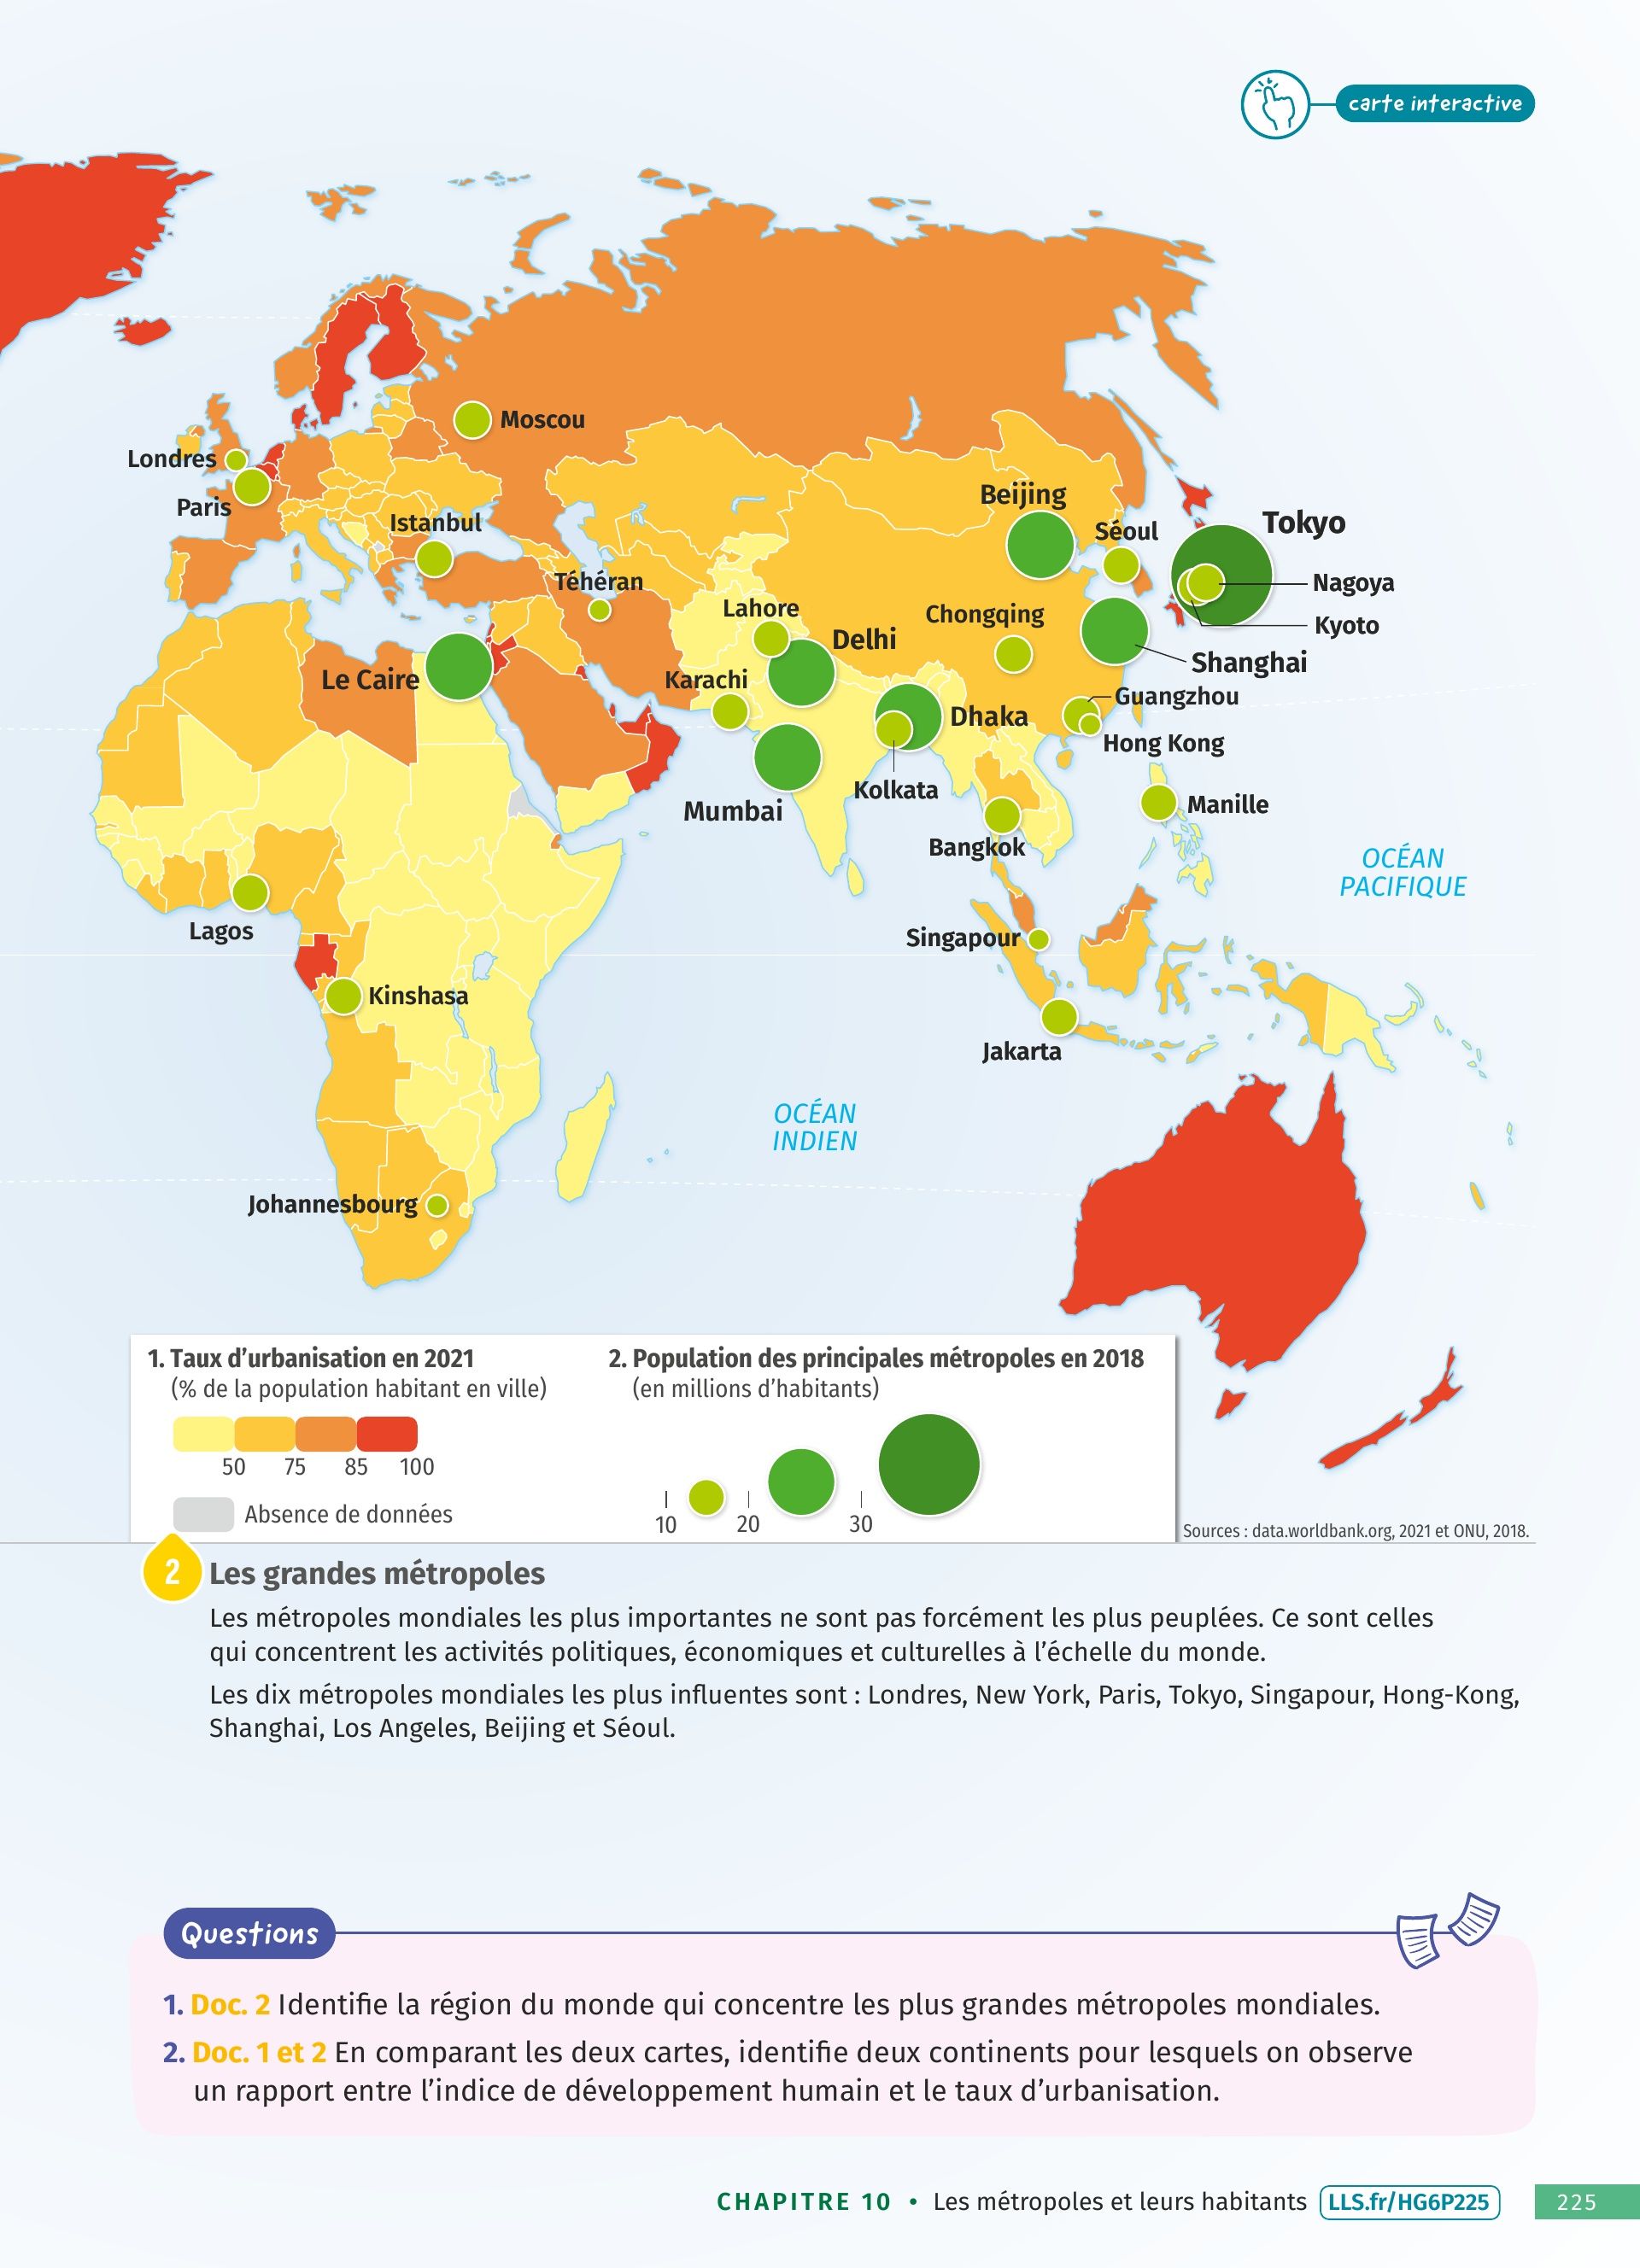 carte interactive
Moscou
Londres
Paris
Istanbul
Téhéran
Beijing
Séoul
Tokyo
Nagoya
Kyoto
Lahore
Delhi
Chongqing
Shanghai
Le Caire
Karachi
Guangzhou
Dhaka
Hong Kong
Kolkata
Mumbai
Manille
Bangkok
OCÉAN
PACIFIQUE
Lagos
Singapour
Kinshasa
Jakarta
OCÉAN
INDIEN
Johannesbourg
1. Taux d'urbanisation en 2021
(% de la population habitant en ville)
50 75 85 100
Absence de données
2. Population des principales métropoles en 2018
(en millions d'habitants)
10 20 30
Sources : data.worldbank.org, 2021 et ONU, 2018.
2 Les grandes métropoles
Les métropoles mondiales les plus importantes ne sont pas forcément les plus peuplées. Ce sont celles
qui concentrent les activités politiques, économiques et culturelles à l'échelle du monde.
Les dix métropoles mondiales les plus influentes sont : Londres, New York, Paris, Tokyo, Singapour, Hong-Kong,
Shanghai, Los Angeles, Beijing et Séoul.
Questions
1. Doc. 2 Identifie la région du monde qui concentre les plus grandes métropoles mondiales.
2. Doc. 1 et 2 En comparant les deux cartes, identifie deux continents pour lesquels on observe
un rapport entre l'indice de développement humain et le taux d'urbanisation.
CHAPITRE 10 • Les métropoles et leurs habitants LLS.fr/HG6P225 225